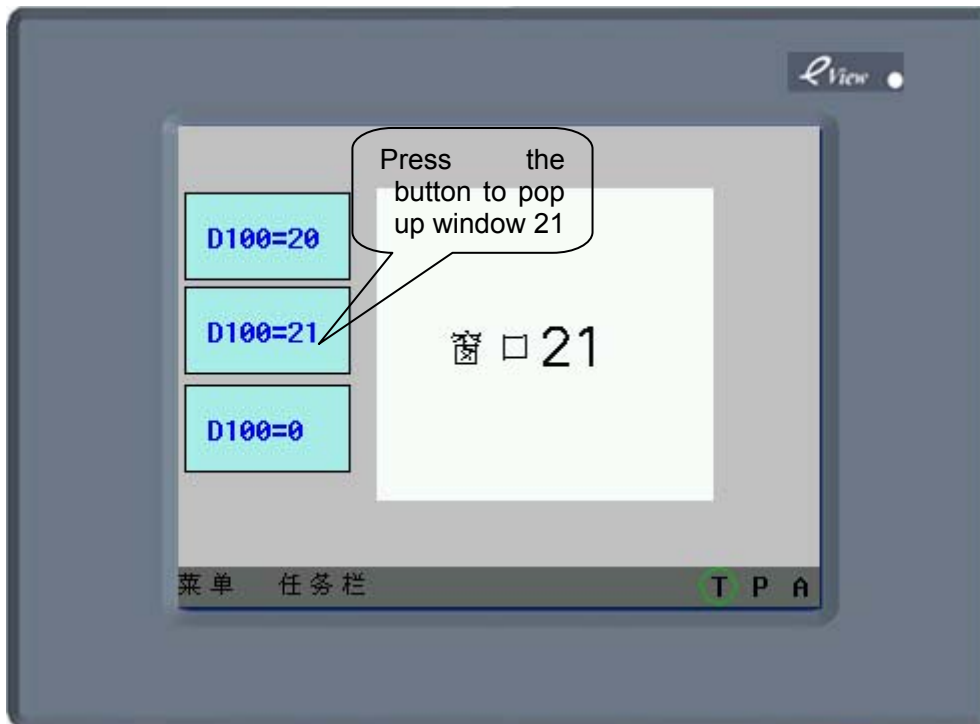 eView
Press the
button to pop
up window 21
D100=20
D100=21
D100=0
窗口21
菜单 任务栏 T P A